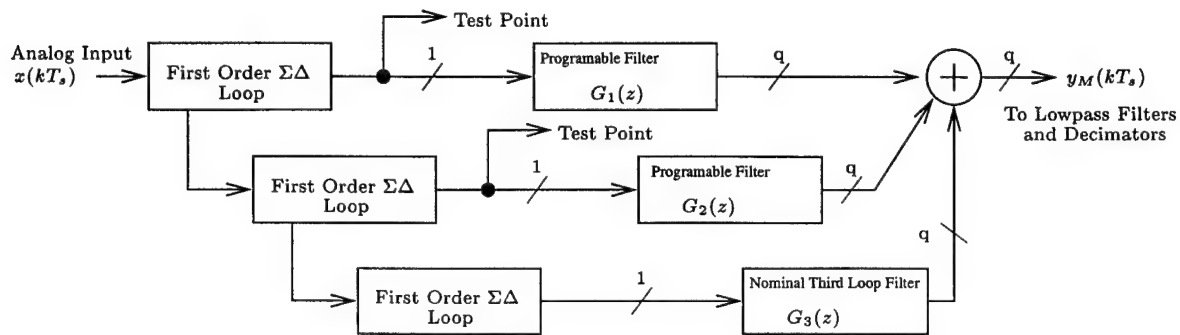 Test Point
Analog Input
x(kT_s)
First Order ΣΔ
Loop
1
Programable Filter
G_1(z)
q
+
q
y_M(kT_s)
To Lowpass Filters
and Decimators
Test Point
First Order ΣΔ
Loop
1
Programable Filter
G_2(z)
q
q
First Order ΣΔ
Loop
1
Nominal Third Loop Filter
G_3(z)